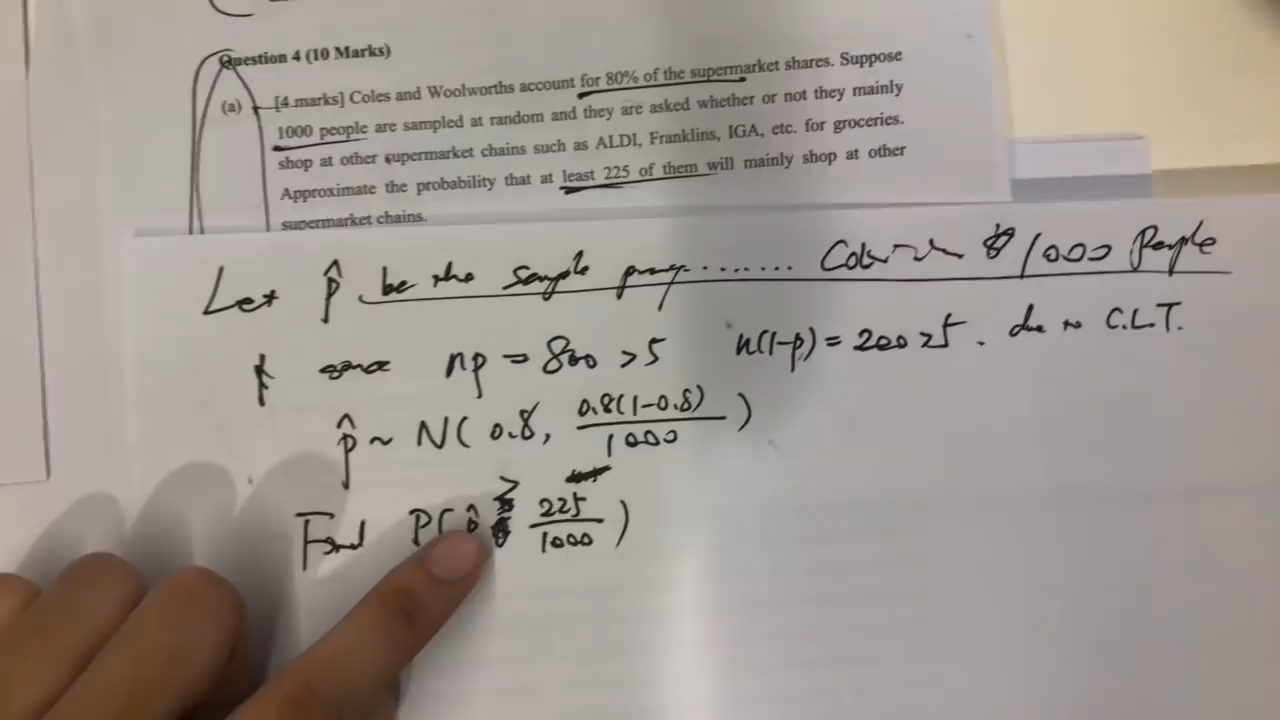 Question 4 (10 Marks)
(a) [4 marks] Coles and Woolworths account for 80% of the supermarket shares. Suppose
1000 people are sampled at random and they are asked whether or not they mainly
shop at other supermarket chains such as ALDI, Franklins, IGA, etc. for groceries.
Approximate the probability that at least 225 of them will mainly shop at other
supermarket chains.
Let p̂ be the sample ........ 1000 People
since np = 800 > 5 n(1-p) = 200 > 5. due to C.L.T.
p̂ ~ N( 0.8, 0.8(1-0.8)/1000 )
Find P( p̂ ≥ 225/1000 )